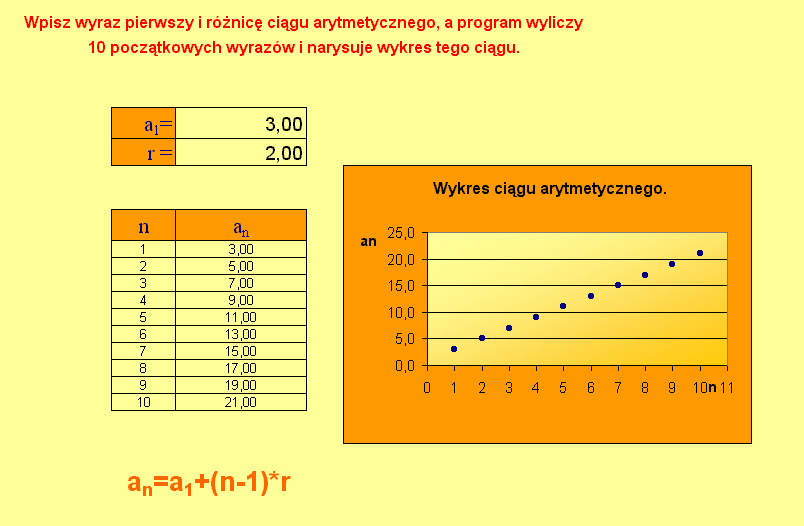 Wpisz wyraz pierwszy i różnicę ciągu arytmetycznego, a program wyliczy
10 początkowych wyrazów i narysuje wykres tego ciągu.
a1= 3,00
r = 2,00
n an
1 3,00
2 5,00
3 7,00
4 9,00
5 11,00
6 13,00
7 15,00
8 17,00
9 19,00
10 21,00
Wykres ciągu arytmetycznego.
an
25,0
20,0
15,0
10,0
5,0
0,0
0 1 2 3 4 5 6 7 8 9 10 n 11
an=a1+(n-1)*r